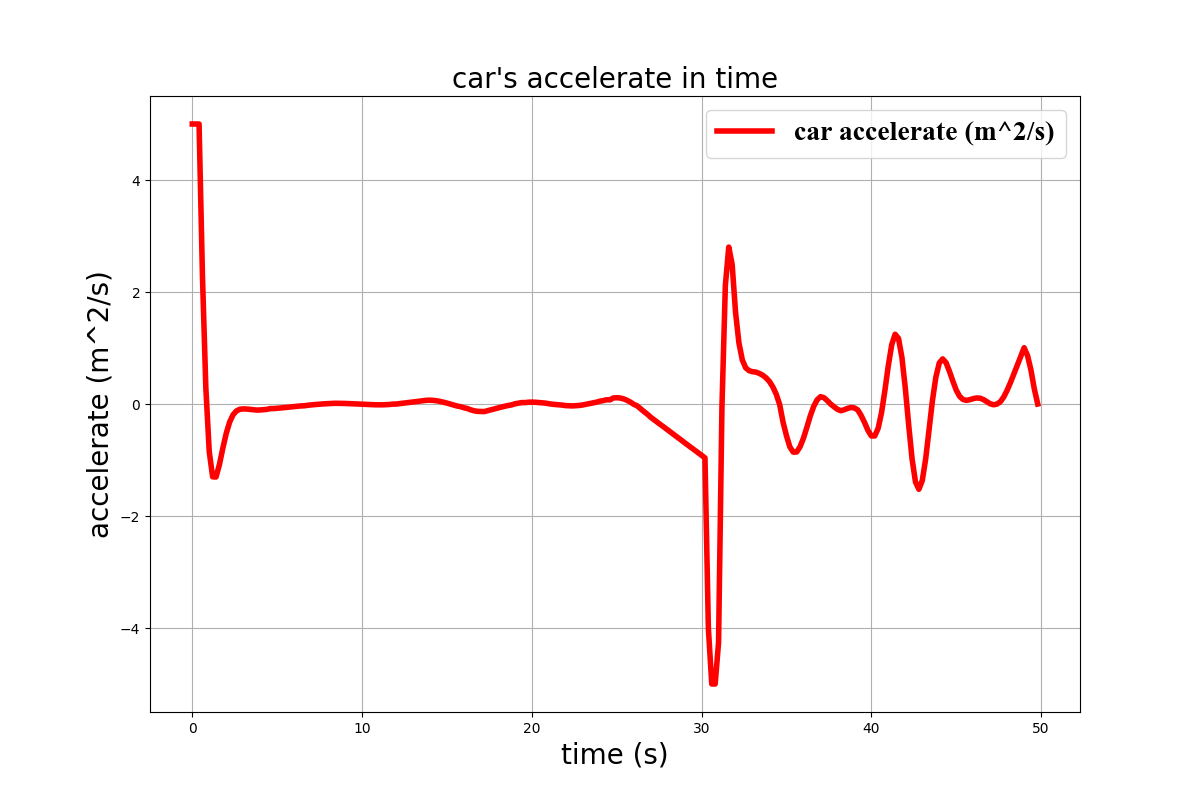 car's accelerate in time
car accelerate (m^2/s)
accelerate (m^2/s)
4
2
0
−2
−4
0 10 20 30 40 50
time (s)